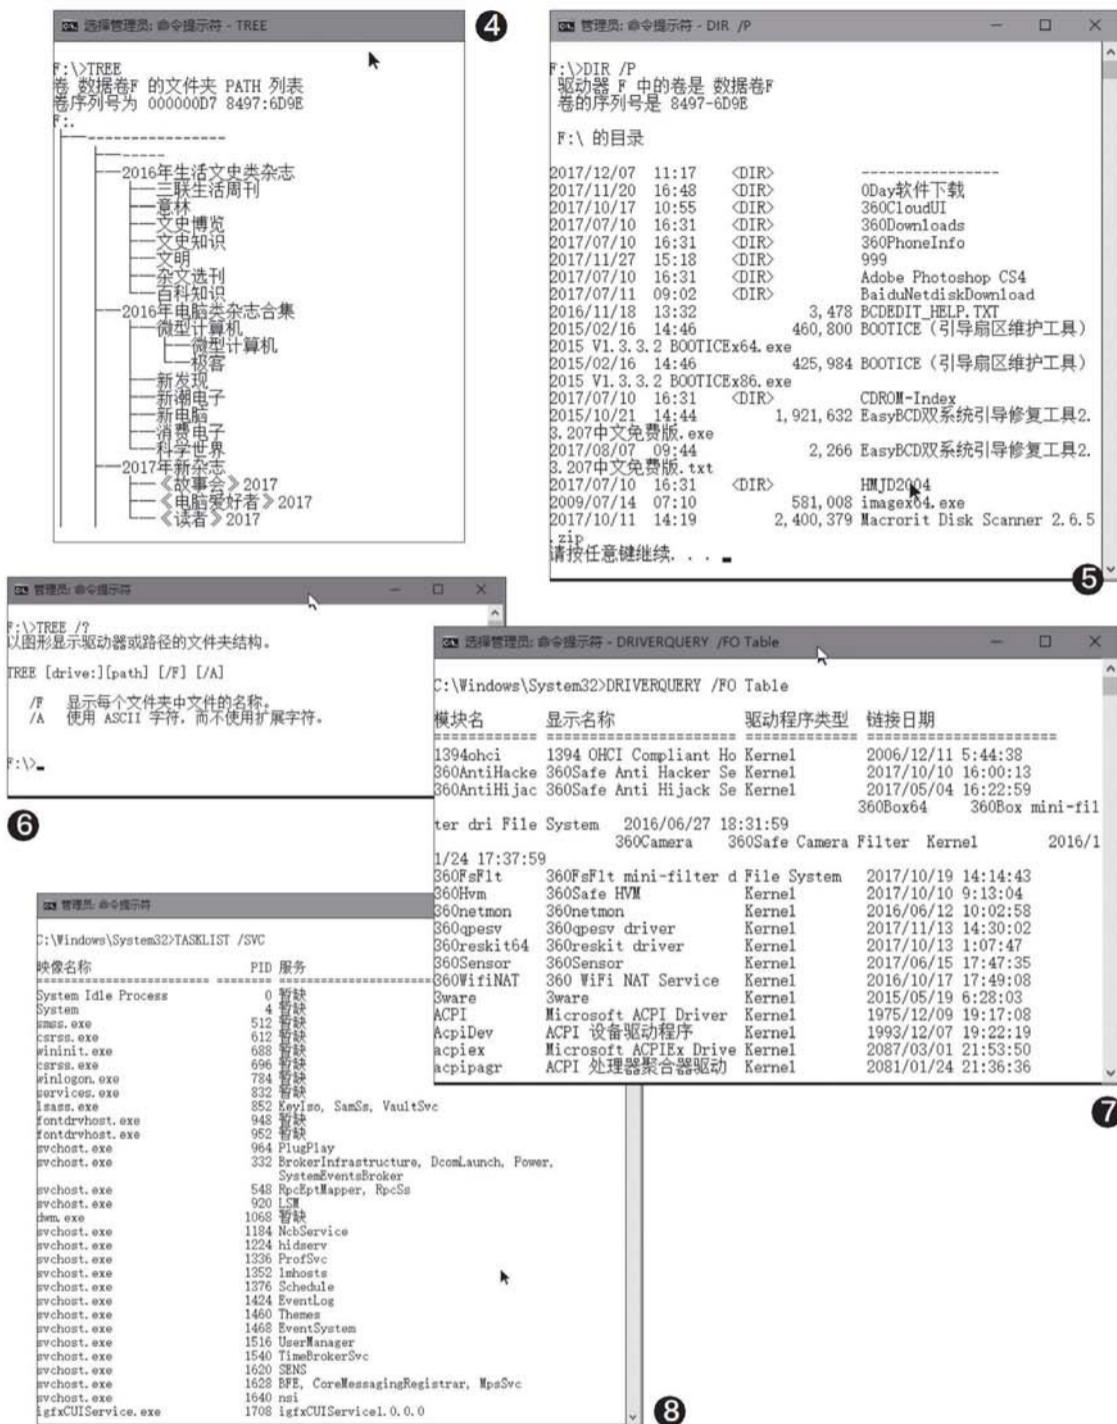 选择管理员: 命令提示符 - TREE
F:\>TREE
卷 数据卷F 的文件夹 PATH 列表
卷序列号为 000000D7 8497:6D9E
F:.
├──----------------
├──-----
├──2016年生活文史类杂志
├──三联生活周刊
├──意林
├──文史博览
├──文史知识
├──文明
├──杂文选刊
└──百科知识
├──2016年电脑类杂志合集
├──微型计算机
├──微型计算机
└──极客
├──新发现
├──新潮电子
├──新电脑
├──消费电子
└──科学世界
├──2017年新杂志
├──《故事会》2017
├──《电脑爱好者》2017
├──《读者》2017
4
管理员: 命令提示符 - DIR /P
F:\>DIR /P
驱动器 F 中的卷是 数据卷F
卷的序列号是 8497-6D9E
F:\ 的目录
2017/12/07 11:17 <DIR> ----------------
2017/11/20 16:48 <DIR> 0Day软件下载
2017/10/17 10:55 <DIR> 360CloudUI
2017/07/10 16:31 <DIR> 360Downloads
2017/07/10 16:31 <DIR> 360PhoneInfo
2017/11/27 15:18 <DIR> 999
2017/07/10 16:31 <DIR> Adobe Photoshop CS4
2017/07/11 09:02 <DIR> BaiduNetdiskDownload
2016/11/18 13:32 3,478 BCDEDIT_HELP.TXT
2015/02/16 14:46 460,800 BOOTICE（引导扇区维护工具）
2015 V1.3.3.2 BOOTICEx64.exe
2015/02/16 14:46 425,984 BOOTICE（引导扇区维护工具）
2015 V1.3.3.2 BOOTICEx86.exe
2017/07/10 16:31 <DIR> CDROM-Index
2015/10/21 14:44 1,921,632 EasyBCD双系统引导修复工具2.
3.207中文免费版.exe
2017/08/07 09:44 2,266 EasyBCD双系统引导修复工具2.
3.207中文免费版.txt
2017/07/10 16:31 <DIR> HMJD2004
2009/07/14 07:10 581,008 imagex64.exe
2017/10/11 14:19 2,400,379 Macrorit Disk Scanner 2.6.5
.zip
请按任意键继续. . .
5
管理员: 命令提示符
F:\>TREE /?
以图形显示驱动器或路径的文件夹结构。
TREE [drive:][path] [/F] [/A]
/F 显示每个文件夹中文件的名称。
/A 使用 ASCII 字符，而不使用扩展字符。
F:\>
6
选择管理员: 命令提示符 - DRIVERQUERY /FO Table
C:\Windows\System32>DRIVERQUERY /FO Table
模块名 显示名称 驱动程序类型 链接日期
============ ====================== ============= ======================
1394ohci 1394 OHCI Compliant Ho Kernel 2006/12/11 5:44:38
360AntiHacke 360Safe Anti Hacker Se Kernel 2017/10/10 16:00:13
360AntiHijac 360Safe Anti Hijack Se Kernel 2017/05/04 16:22:59
360Box64 360Box mini-fil
ter dri File System 2016/06/27 18:31:59
360Camera 360Safe Camera Filter Kernel 2016/1
1/24 17:37:59
360FsFlt 360FsFlt mini-filter d File System 2017/10/19 14:14:43
360Hvm 360Safe HVM Kernel 2017/10/10 9:13:04
360netmon 360netmon Kernel 2016/06/12 10:02:58
360qpesv 360qpesv driver Kernel 2017/11/13 14:30:02
360reskit64 360reskit driver Kernel 2017/10/13 1:07:47
360Sensor 360Sensor Kernel 2017/06/15 17:47:35
360WifiNAT 360 WiFi NAT Service Kernel 2016/10/17 17:49:08
3ware 3ware Kernel 2015/05/19 6:28:03
ACPI Microsoft ACPI Driver Kernel 1975/12/09 19:17:08
AcpiDev ACPI 设备驱动程序 Kernel 1993/12/07 19:22:19
acpiex Microsoft ACPIEx Drive Kernel 2087/03/01 21:53:50
acpipagr ACPI 处理器聚合器驱动 Kernel 2081/01/24 21:36:36
7
管理员: 命令提示符
C:\Windows\System32>TASKLIST /SVC
映像名称 PID 服务
========================= ======== ============================================
System Idle Process 0 暂缺
System 4 暂缺
smss.exe 512 暂缺
csrss.exe 612 暂缺
wininit.exe 688 暂缺
csrss.exe 696 暂缺
winlogon.exe 784 暂缺
services.exe 832 暂缺
lsass.exe 852 KeyIso, SamSs, VaultSvc
fontdrvhost.exe 948 暂缺
fontdrvhost.exe 952 暂缺
svchost.exe 964 PlugPlay
svchost.exe 332 BrokerInfrastructure, DcomLaunch, Power,
SystemEventsBroker
svchost.exe 548 RpcEptMapper, RpcSs
svchost.exe 920 LSM
dwm.exe 1068 暂缺
svchost.exe 1184 NcbService
svchost.exe 1224 hidserv
svchost.exe 1336 ProfSvc
svchost.exe 1352 lmhosts
svchost.exe 1376 Schedule
svchost.exe 1424 EventLog
svchost.exe 1460 Themes
svchost.exe 1468 EventSystem
svchost.exe 1516 UserManager
svchost.exe 1540 TimeBrokerSvc
svchost.exe 1620 SENS
svchost.exe 1628 BFE, CoreMessagingRegistrar, MpsSvc
svchost.exe 1640 nsi
igfxCUIService.exe 1708 igfxCUIService1.0.0.0
8